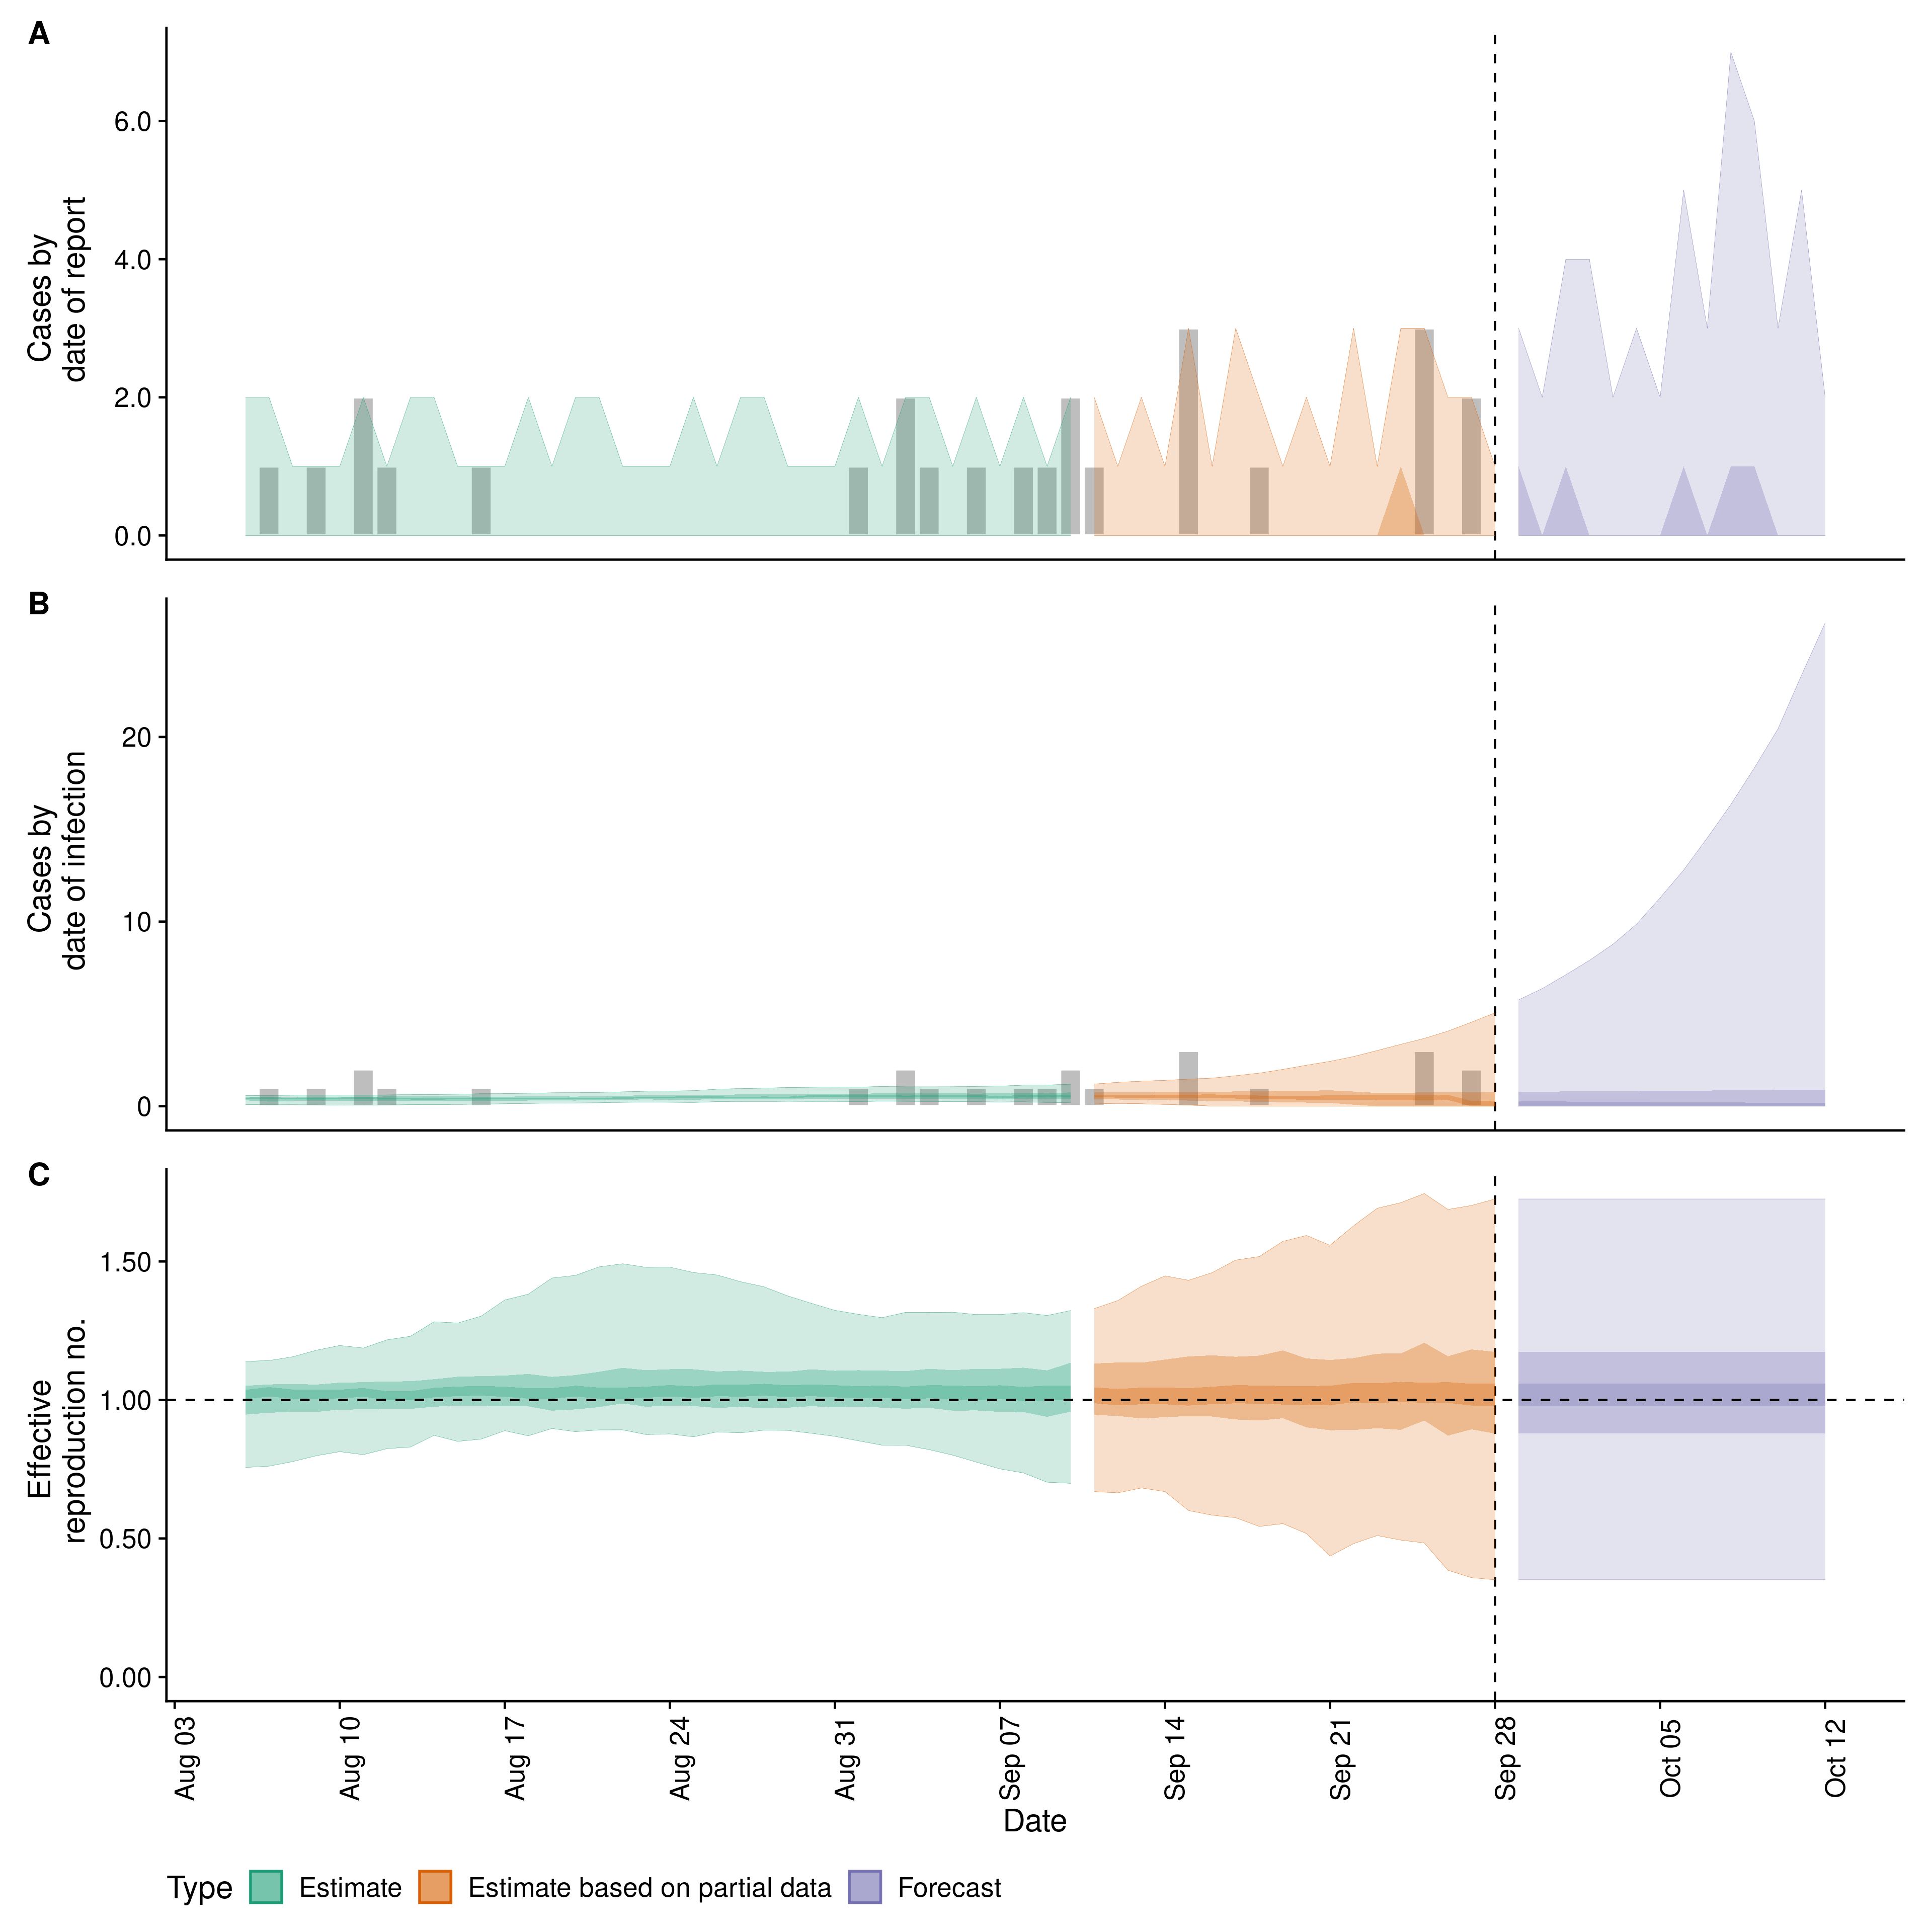 A
Cases by
date of report
6.0
4.0
2.0
0.0
B
Cases by
date of infection
20
10
0
C
Effective
reproduction no.
1.50
1.00
0.50
0.00
Aug 03
Aug 10
Aug 17
Aug 24
Aug 31
Sep 07
Sep 14
Sep 21
Sep 28
Oct 05
Oct 12
Date
Type Estimate Estimate based on partial data Forecast